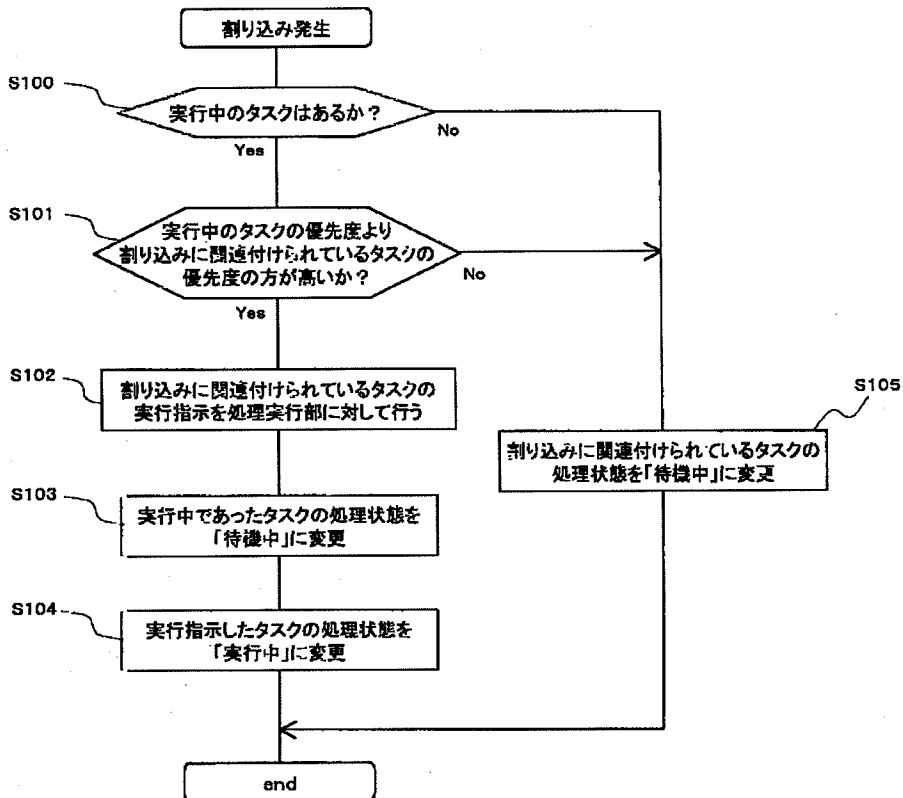 割り込み発生
S100
実行中のタスクはあるか？
No
Yes
S101
実行中のタスクの優先度より
割り込みに関連付けられているタスクの
優先度の方が高いか？
No
Yes
S102
割り込みに関連付けられているタスクの
実行指示を処理実行部に対して行う
S105
割り込みに関連付けられているタスクの
処理状態を「待機中」に変更
S103
実行中であったタスクの処理状態を
「待機中」に変更
S104
実行指示したタスクの処理状態を
「実行中」に変更
end